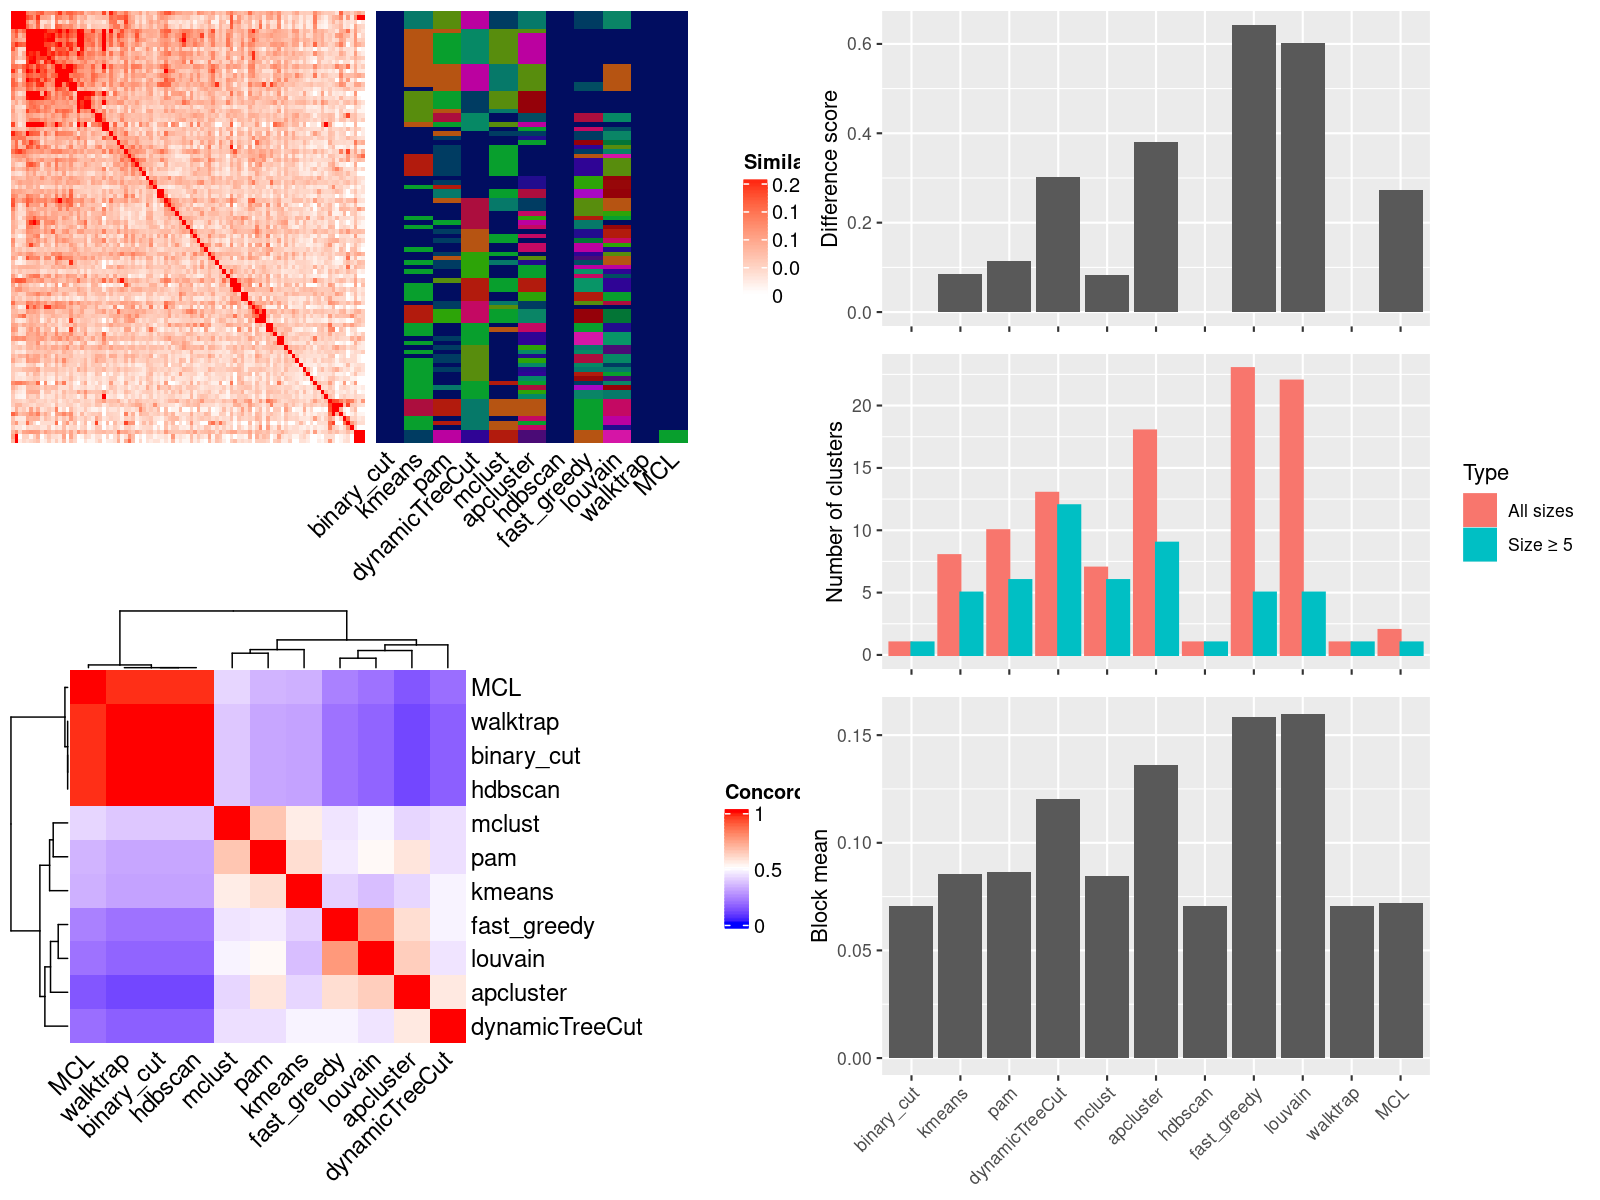 Simila
0.2
0.1
0.1
0.0
0
binary_cut
kmeans
pam
dynamicTreeCut
mclust
apcluster
hdbscan
fast_greedy
louvain
walktrap
MCL
Difference score
0.6
0.4
0.2
0.0
Number of clusters
20
15
10
5
0
Type
All sizes
Size ≥ 5
MCL
walktrap
binary_cut
hdbscan
mclust
pam
kmeans
fast_greedy
louvain
apcluster
dynamicTreeCut
MCL
walktrap
binary_cut
hdbscan
mclust
pam
kmeans
fast_greedy
louvain
apcluster
dynamicTreeCut
Concord
1
0.5
0
Block mean
0.15
0.10
0.05
0.00
binary_cut
kmeans
pam
dynamicTreeCut
mclust
apcluster
hdbscan
fast_greedy
louvain
walktrap
MCL